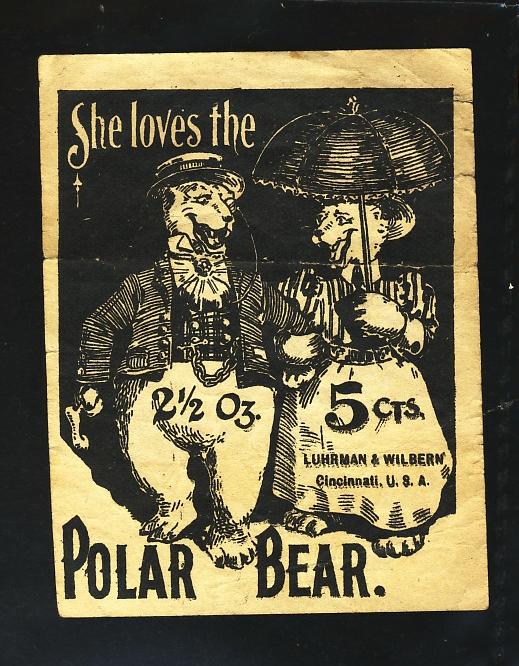 She loves the
2½ Oz.
5 CTS.
LUHRMAN & WILBERN
Cincinnati, U. S. A.
POLAR BEAR.